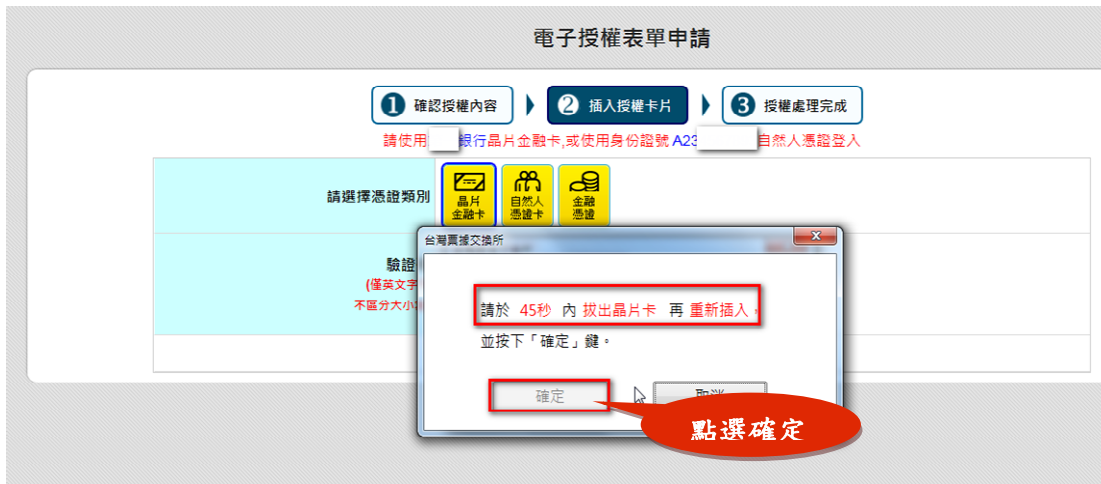 電子授權表單申請
1 確認授權內容 2 插入授權卡片 3 授權處理完成
請使用 銀行晶片金融卡,或使用身份證號 A23 自然人憑證登入
請選擇憑證類別
晶片金融卡
自然人憑證卡
金融憑證
台灣票據交換所
驗證
(僅英文字
不區分大小
請於 45秒 內 拔出晶片卡 再 重新插入,
並按下「確定」鍵。
確定
取消
點選確定